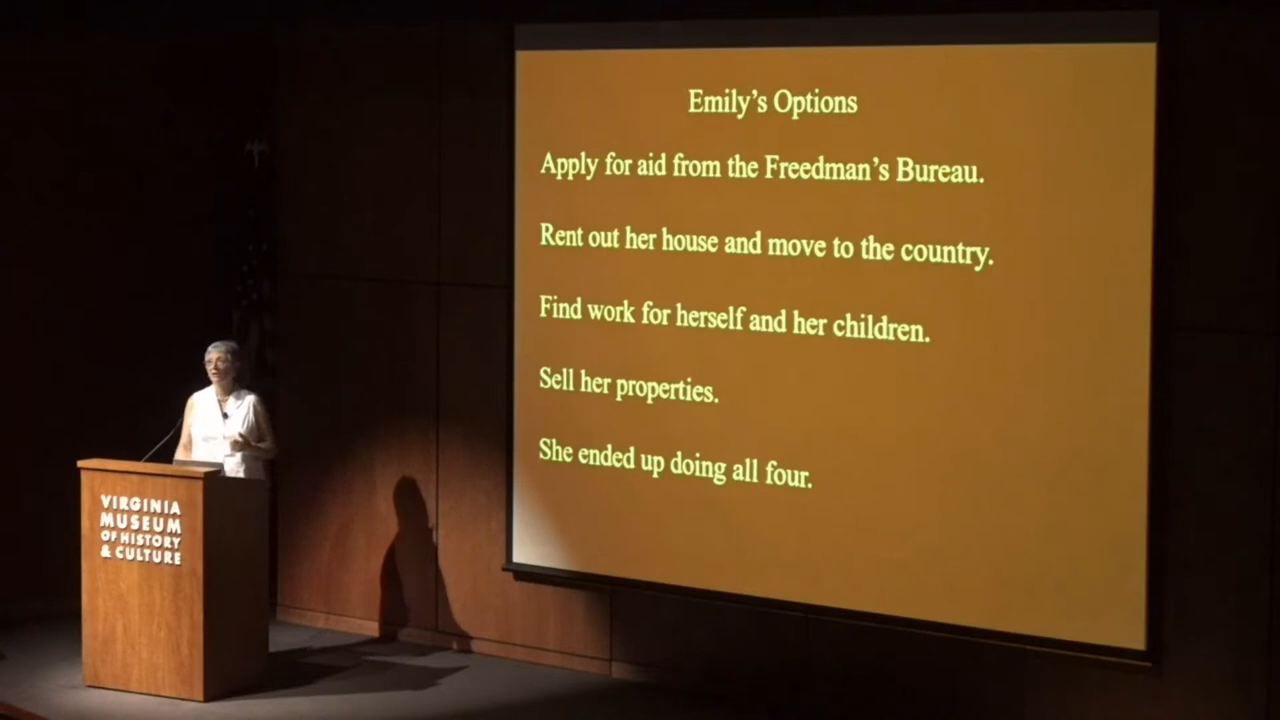 Emily’s Options
Apply for aid from the Freedman’s Bureau.
Rent out her house and move to the country.
Find work for herself and her children.
Sell her properties.
She ended up doing all four.
VIRGINIA
MUSEUM
OF HISTORY
& CULTURE